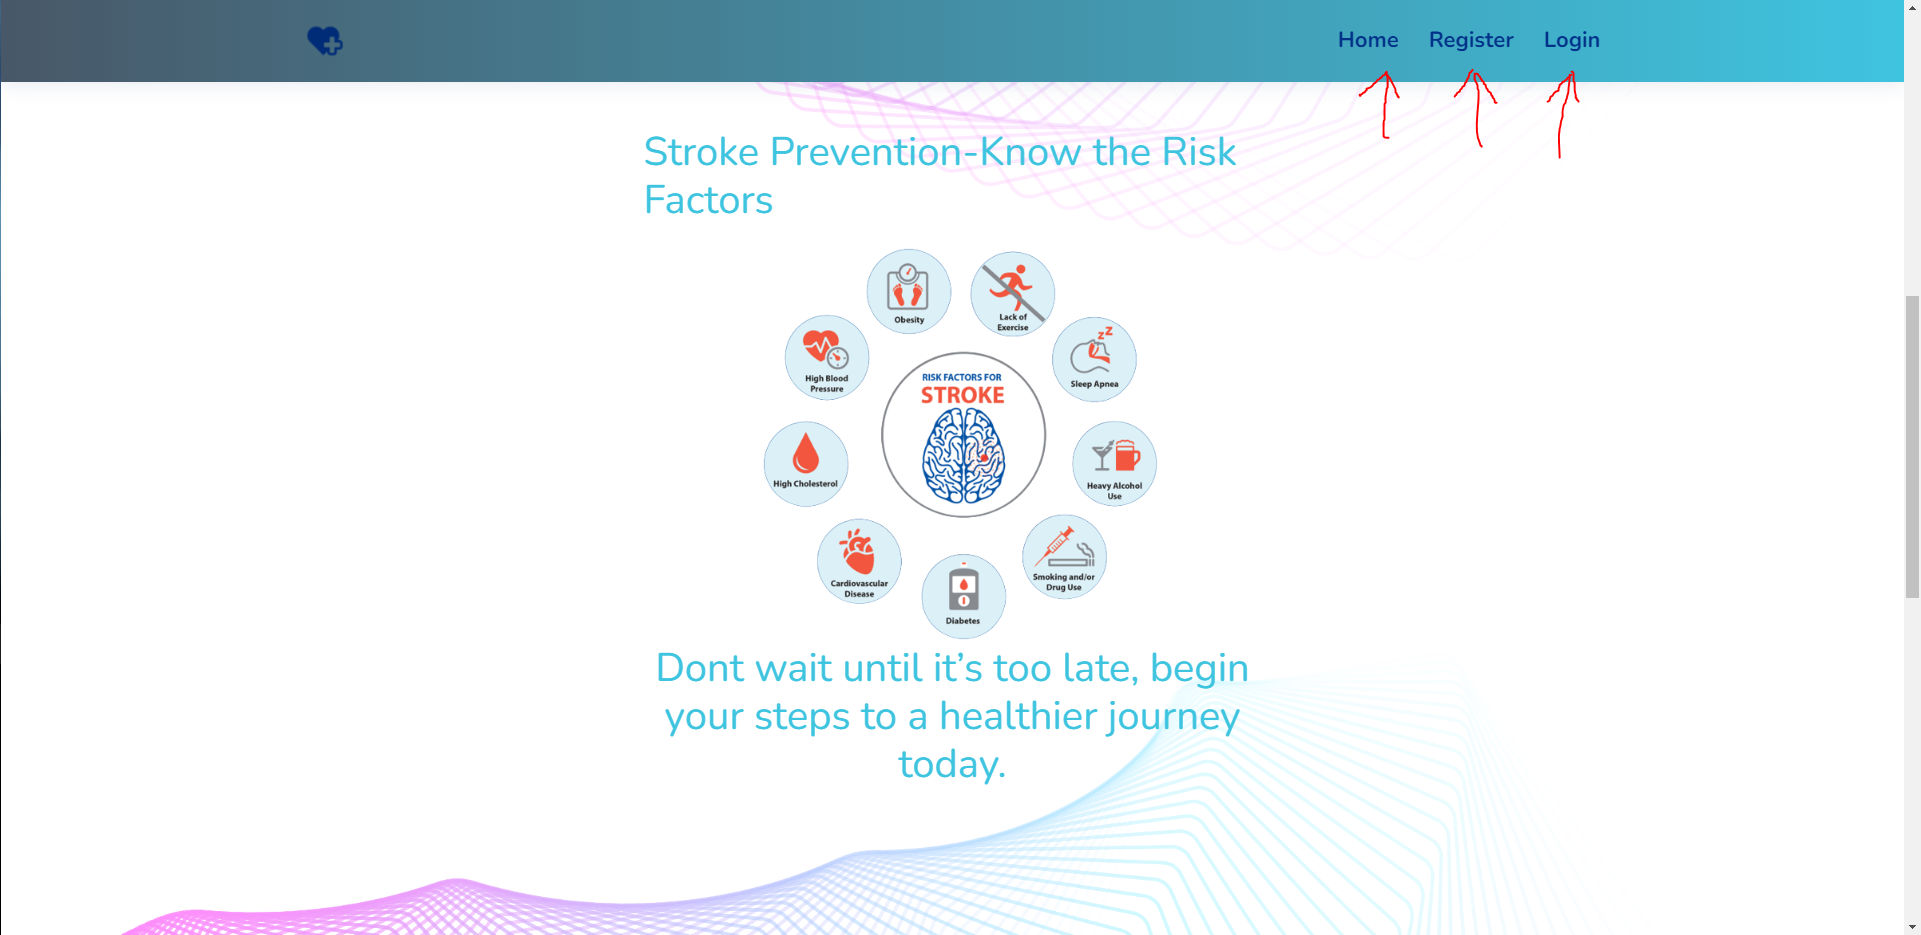 Home Register Login
Stroke Prevention-Know the Risk
Factors
Obesity
Lack of
Exercise
High Blood
Pressure
Sleep Apnea
RISK FACTORS FOR
STROKE
High Cholesterol
Heavy Alcohol
Use
Cardiovascular
Disease
Smoking and/or
Drug Use
Diabetes
Dont wait until it’s too late, begin
your steps to a healthier journey
today.